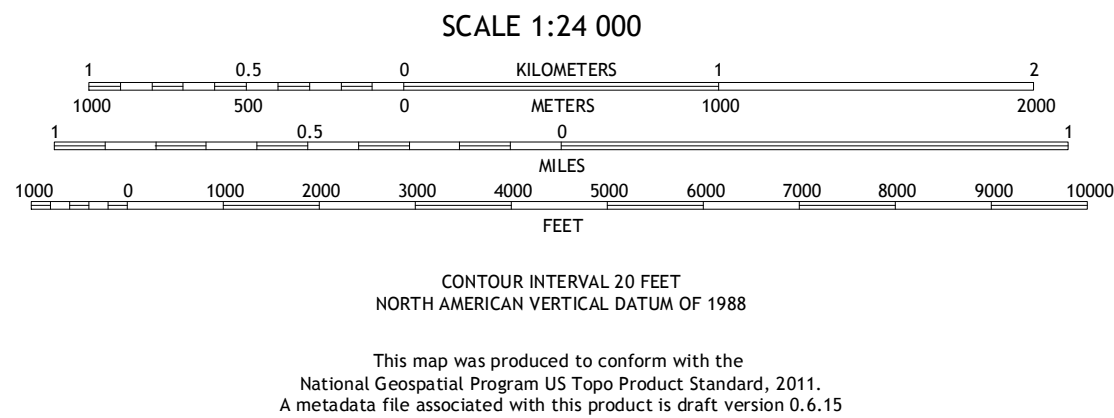 SCALE 1:24 000
1 0.5 0 KILOMETERS 1 2
1000 500 0 METERS 1000 2000
1 0.5 0 1
MILES
1000 0 1000 2000 3000 4000 5000 6000 7000 8000 9000 10000
FEET
CONTOUR INTERVAL 20 FEET
NORTH AMERICAN VERTICAL DATUM OF 1988
This map was produced to conform with the
National Geospatial Program US Topo Product Standard, 2011.
A metadata file associated with this product is draft version 0.6.15